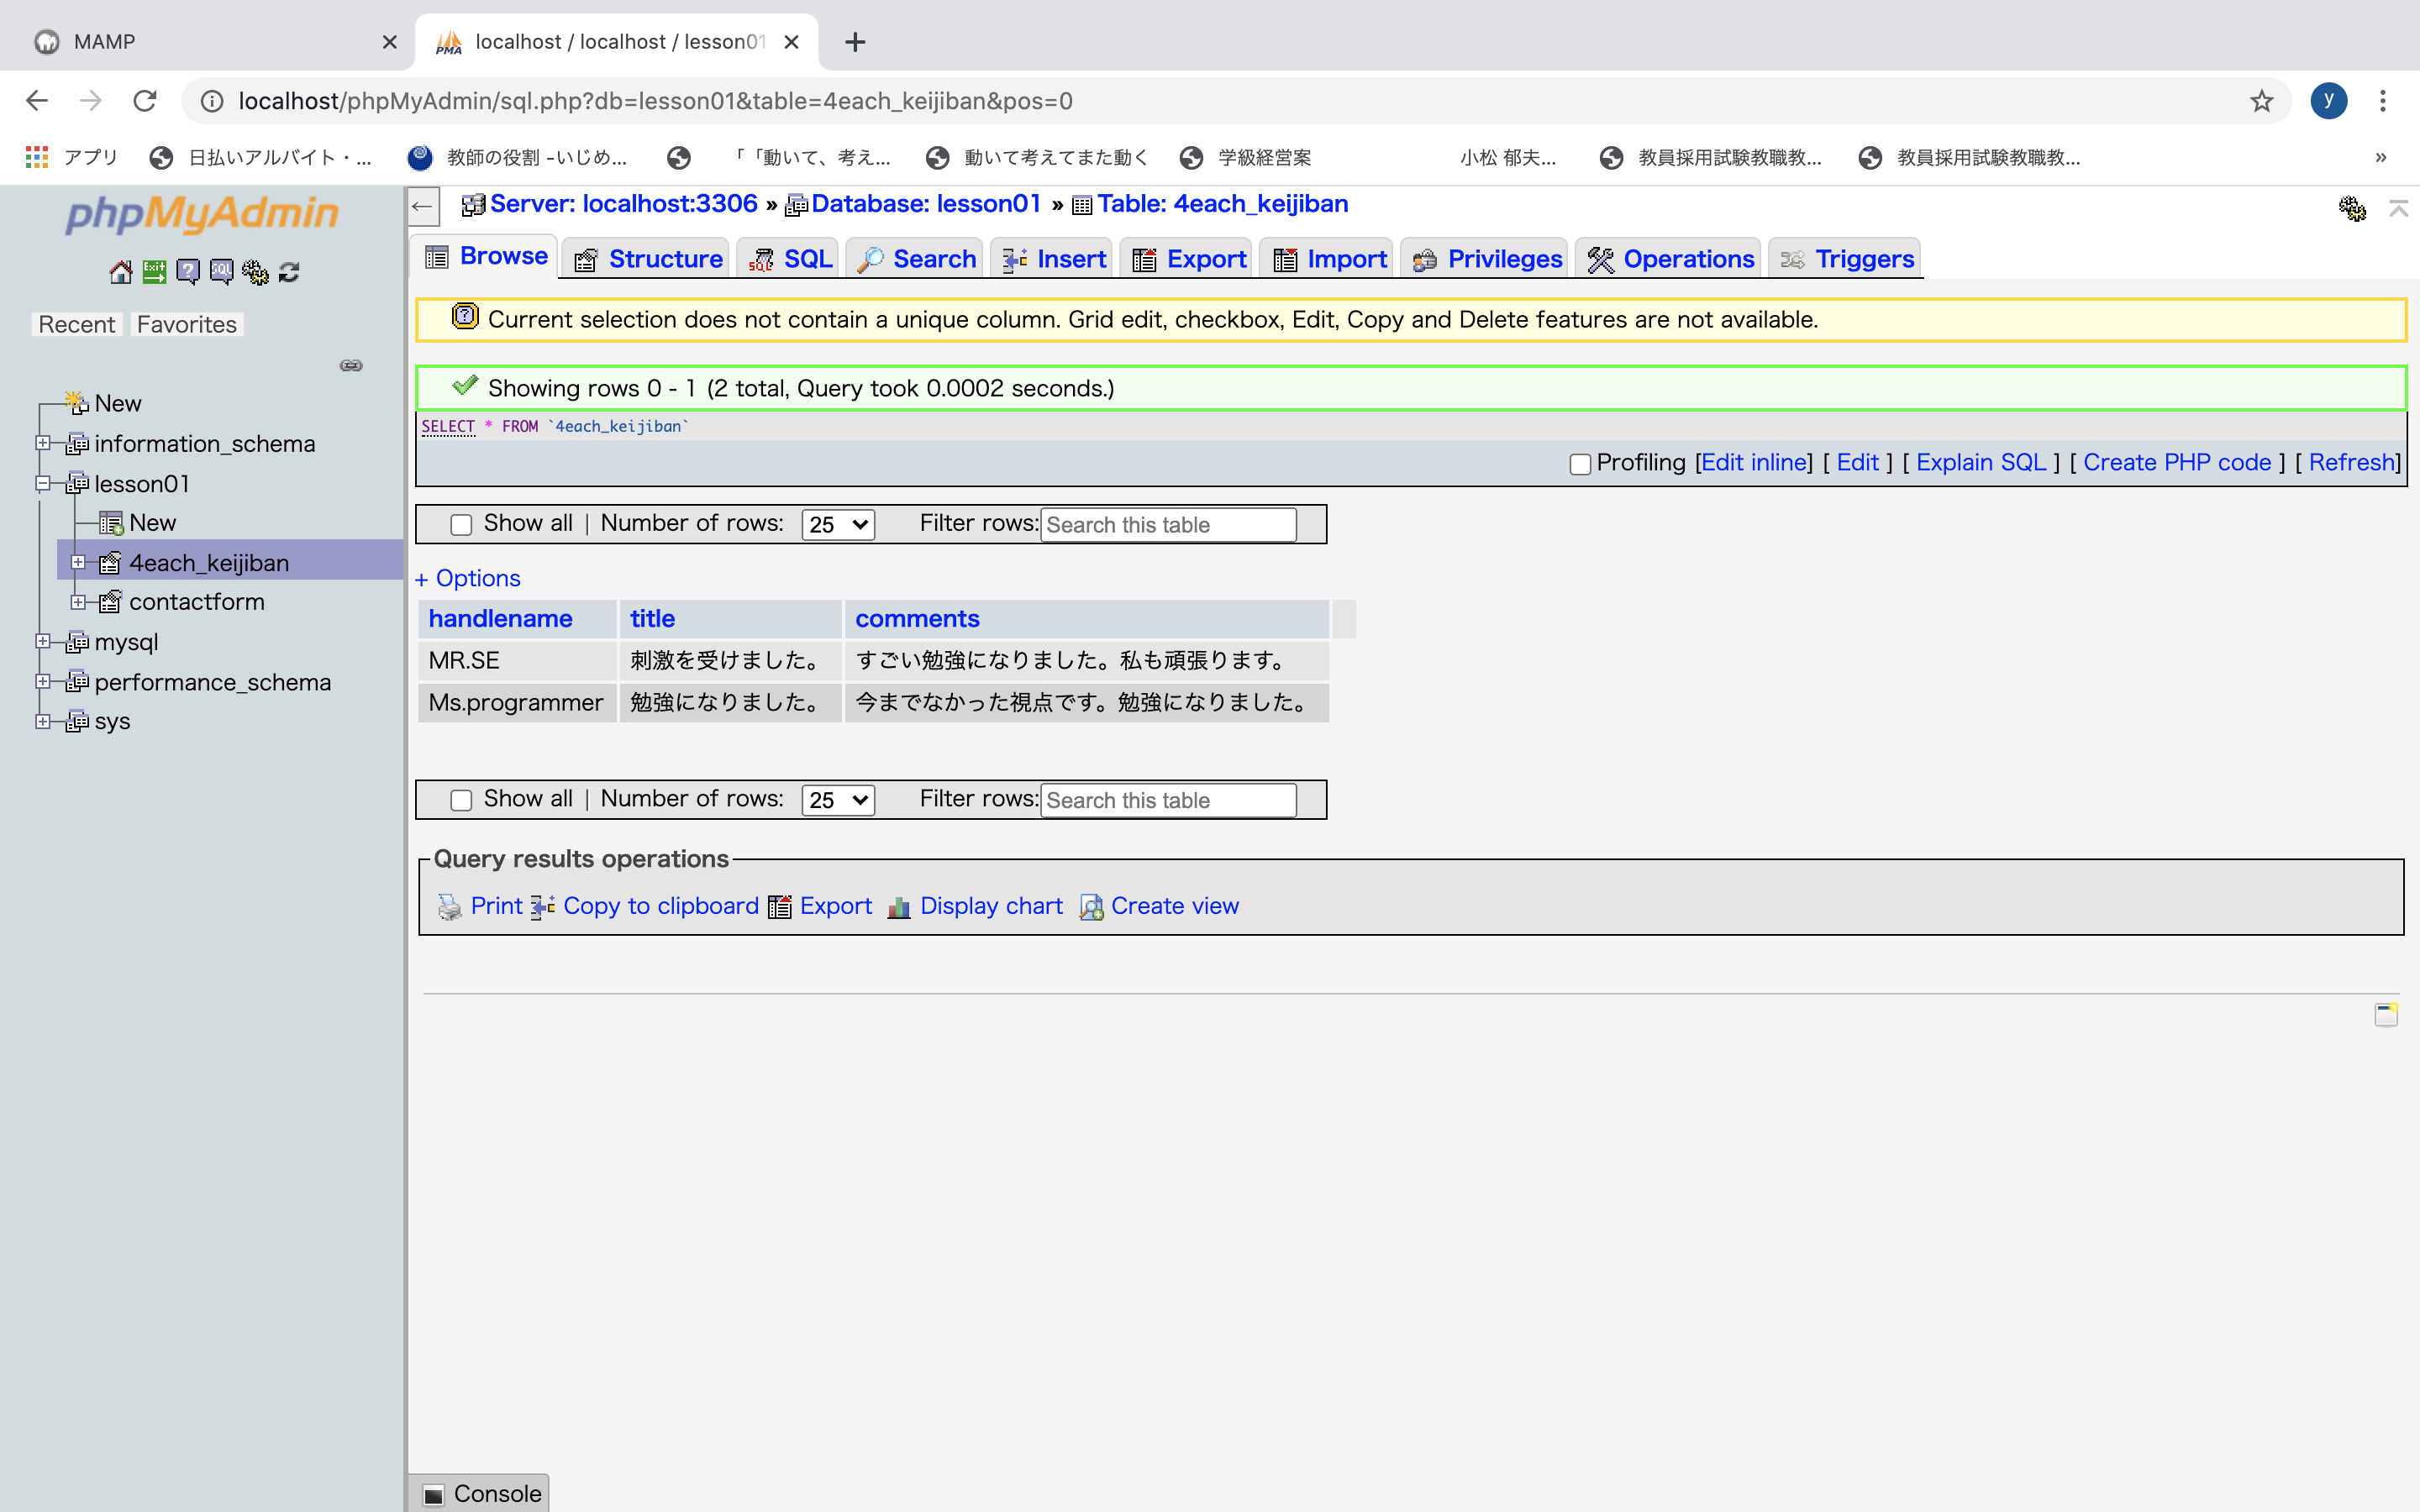 MAMP
localhost / localhost / lesson01
localhost/phpMyAdmin/sql.php?db=lesson01&table=4each_keijiban&pos=0
y
アプリ 日払いアルバイト・... 教師の役割 -いじめ... 「「動いて、考え... 動いて考えてまた動く 学級経営案 小松 郁夫... 教員採用試験教職教... 教員採用試験教職教... »
phpMyAdmin
Recent Favorites
New
information_schema
lesson01
New
4each_keijiban
contactform
mysql
performance_schema
sys
Server: localhost:3306 » Database: lesson01 » Table: 4each_keijiban
Browse Structure SQL Search Insert Export Import Privileges Operations Triggers
Current selection does not contain a unique column. Grid edit, checkbox, Edit, Copy and Delete features are not available.
Showing rows 0 - 1 (2 total, Query took 0.0002 seconds.)
SELECT * FROM `4each_keijiban`
Profiling [Edit inline] [ Edit ] [ Explain SQL ] [ Create PHP code ] [ Refresh]
Show all | Number of rows: 25 Filter rows: Search this table
+ Options
handlename title comments
MR.SE 刺激を受けました。 すごい勉強になりました。私も頑張ります。
Ms.programmer 勉強になりました。 今までなかった視点です。勉強になりました。
Show all | Number of rows: 25 Filter rows: Search this table
Query results operations
Print Copy to clipboard Export Display chart Create view
Console